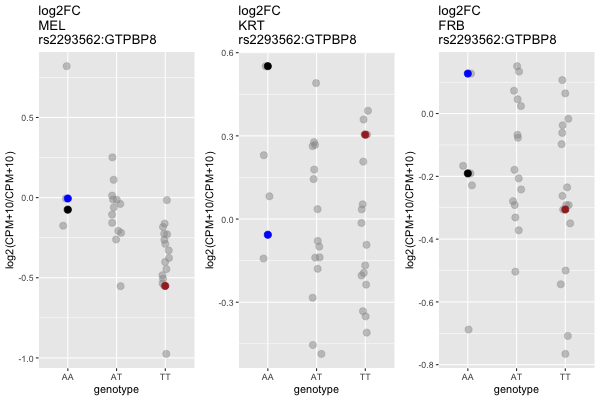 log2FC
MEL
rs2293562:GTPBP8
log2(CPM+10/CPM+10)
0.5
0.0
-0.5
-1.0
AA
AT
TT
genotype
log2FC
KRT
rs2293562:GTPBP8
log2(CPM+10/CPM+10)
0.6
0.3
0.0
-0.3
AA
AT
TT
genotype
log2FC
FRB
rs2293562:GTPBP8
log2(CPM+10/CPM+10)
0.0
-0.2
-0.4
-0.6
-0.8
AA
AT
TT
genotype